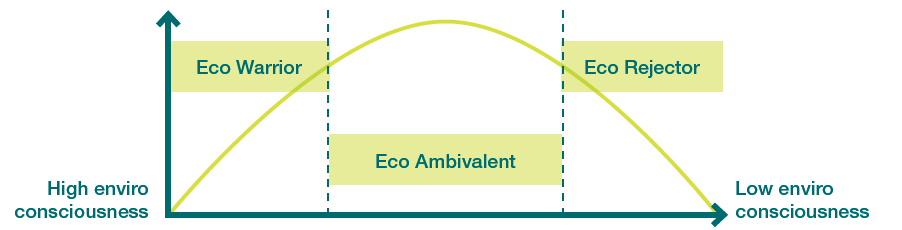 Eco Warrior
Eco Rejector
Eco Ambivalent
High enviro
consciousness
Low enviro
consciousness